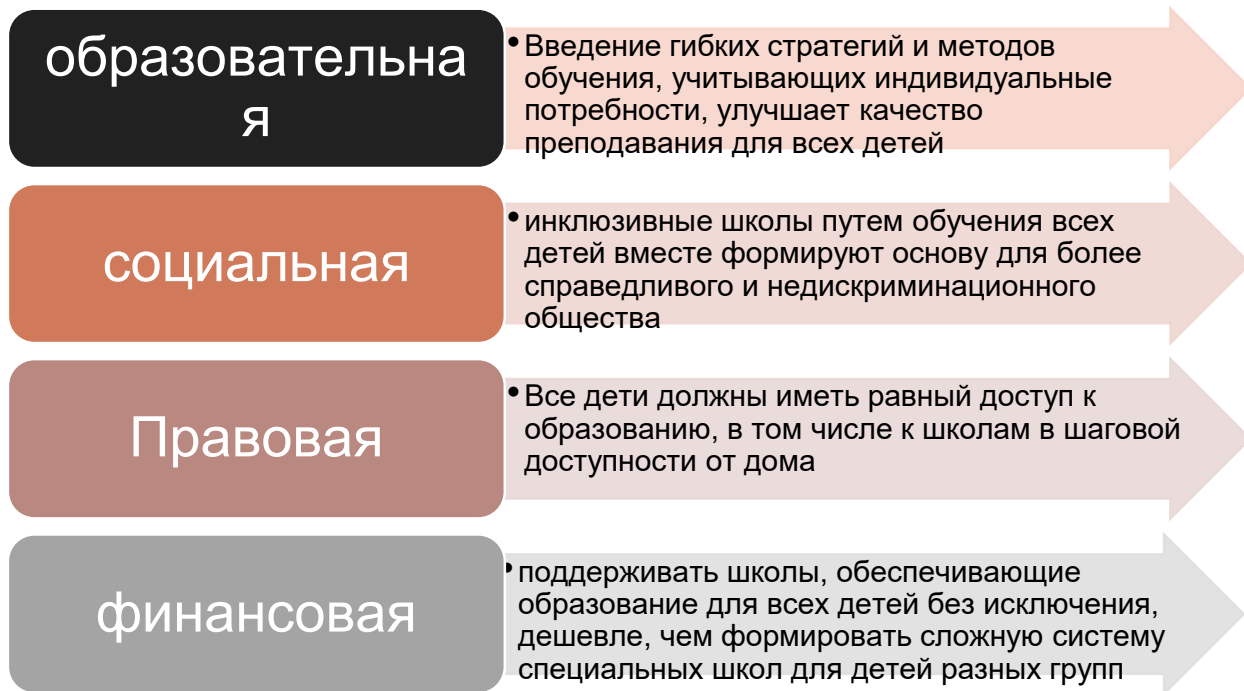 образовательна
я
• Введение гибких стратегий и методов
обучения, учитывающих индивидуальные
потребности, улучшает качество
преподавания для всех детей
социальная
• инклюзивные школы путем обучения всех
детей вместе формируют основу для более
справедливого и недискриминационного
общества
Правовая
• Все дети должны иметь равный доступ к
образованию, в том числе к школам в шаговой
доступности от дома
финансовая
• поддерживать школы, обеспечивающие
образование для всех детей без исключения,
дешевле, чем формировать сложную систему
специальных школ для детей разных групп